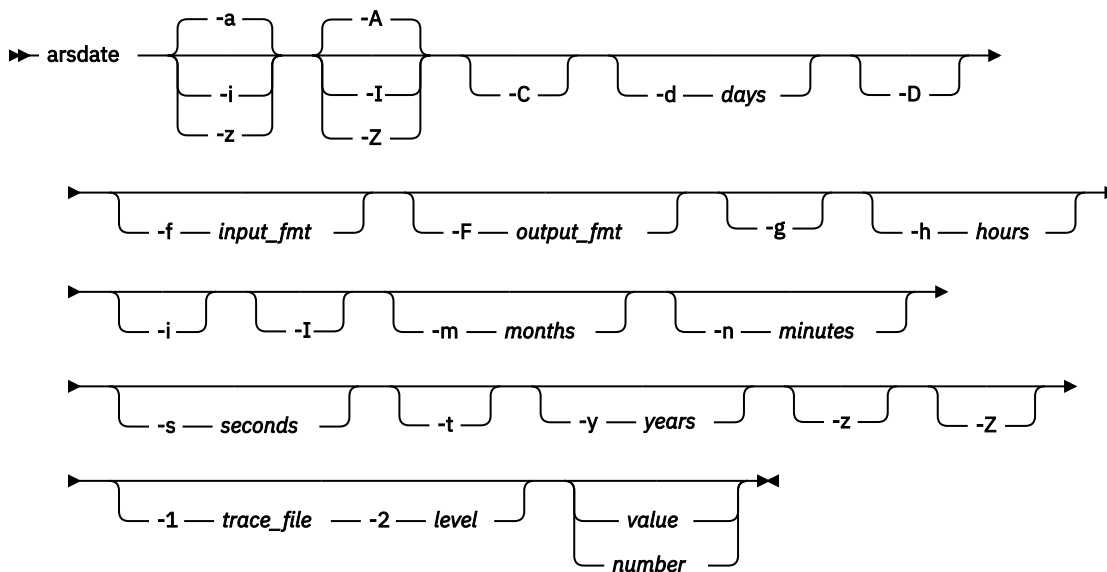 -a -A
arsdate
-i -I -C -d days -D
-z -Z
-f input_fmt -F output_fmt -g -h hours
-i -I -m months -n minutes
-s seconds -t -y years -z -Z
-1 trace_file -2 level value
number